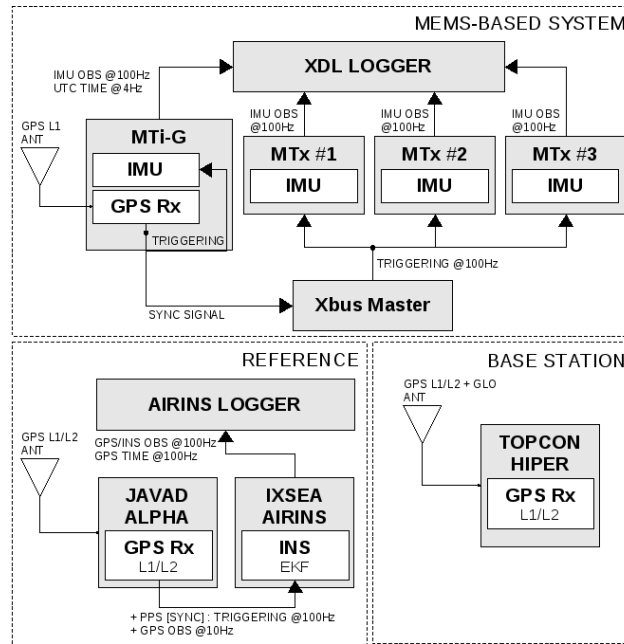 MEMS-BASED SYSTEM
XDL LOGGER
IMU OBS @100Hz
UTC TIME @4Hz
IMU OBS
@100Hz
IMU OBS
@100Hz
IMU OBS
@100Hz
GPS L1
ANT
MTi-G
IMU
GPS Rx
TRIGGERING
MTx #1
IMU
MTx #2
IMU
MTx #3
IMU
TRIGGERING @100Hz
SYNC SIGNAL
Xbus Master
REFERENCE
AIRINS LOGGER
GPS L1/L2
ANT
GPS/INS OBS @100Hz
GPS TIME @100Hz
JAVAD
ALPHA
GPS Rx
L1/L2
IXSEA
AIRINS
INS
EKF
+ PPS [SYNC] : TRIGGERING @100Hz
+ GPS OBS @10Hz
BASE STATION
GPS L1/L2 + GLO
ANT
TOPCON
HIPER
GPS Rx
L1/L2